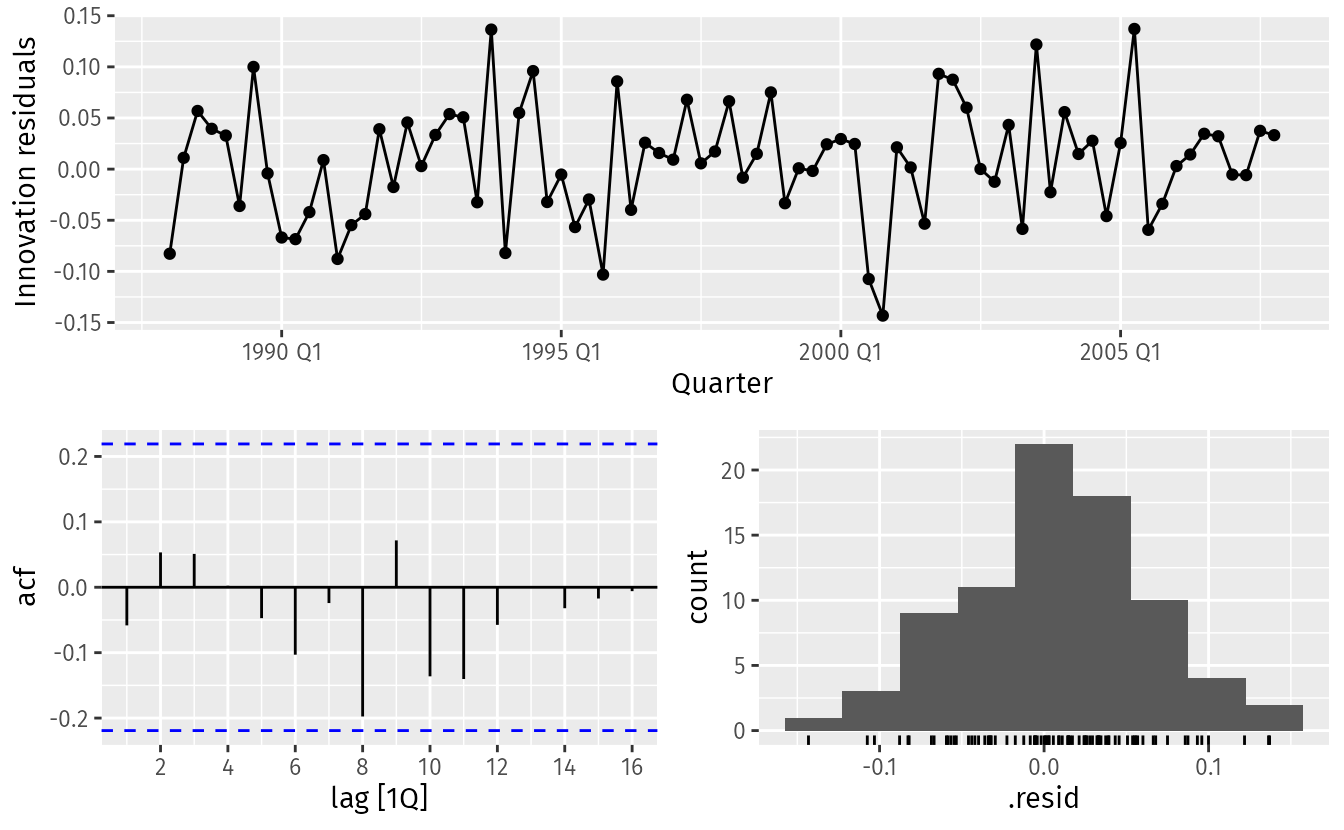 Innovation residuals
0.15
0.10
0.05
0.00
-0.05
-0.10
-0.15
1990 Q1 1995 Q1 2000 Q1 2005 Q1
Quarter
acf
0.2
0.1
0.0
-0.1
-0.2
2 4 6 8 10 12 14 16
lag [1Q]
count
20
15
10
5
0
-0.1 0.0 0.1
.resid